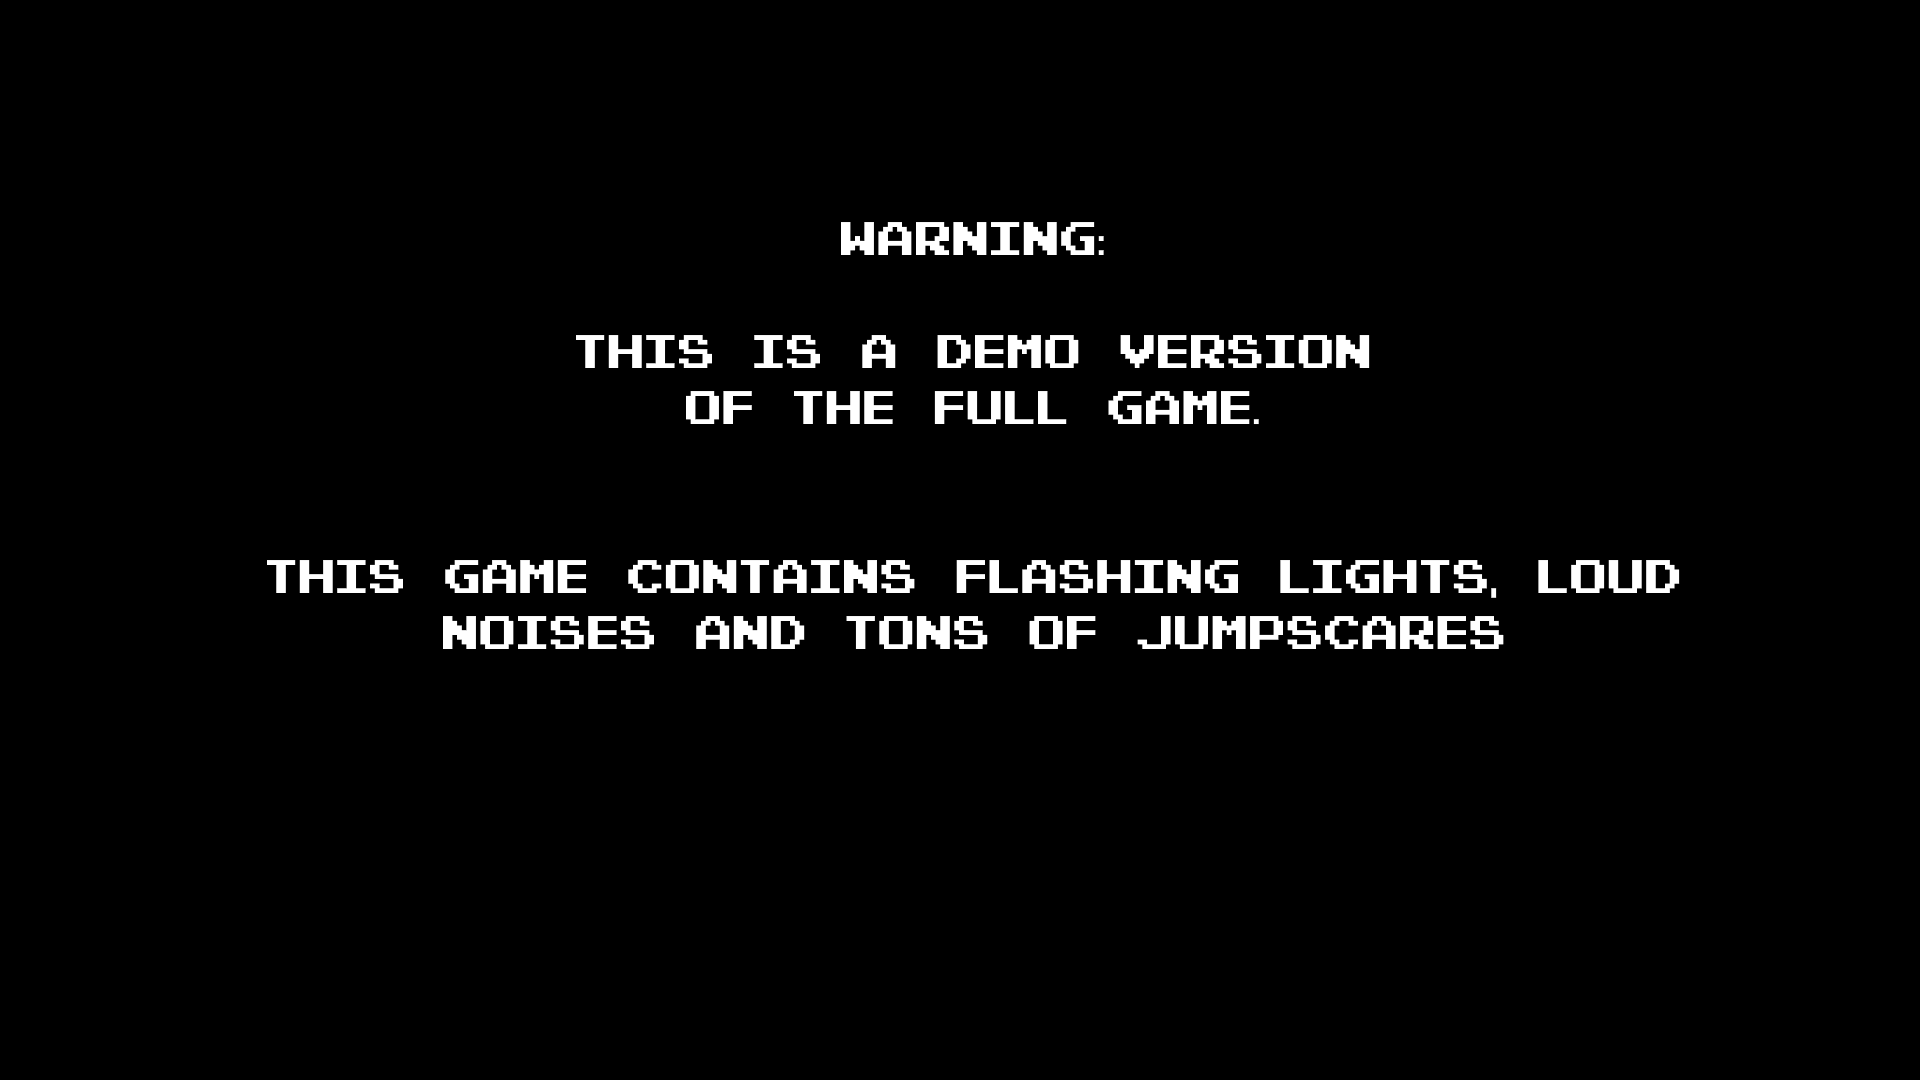 WARNING:
THIS IS A DEMO VERSION
OF THE FULL GAME.
THIS GAME CONTAINS FLASHING LIGHTS, LOUD
NOISES AND TONS OF JUMPSCARES